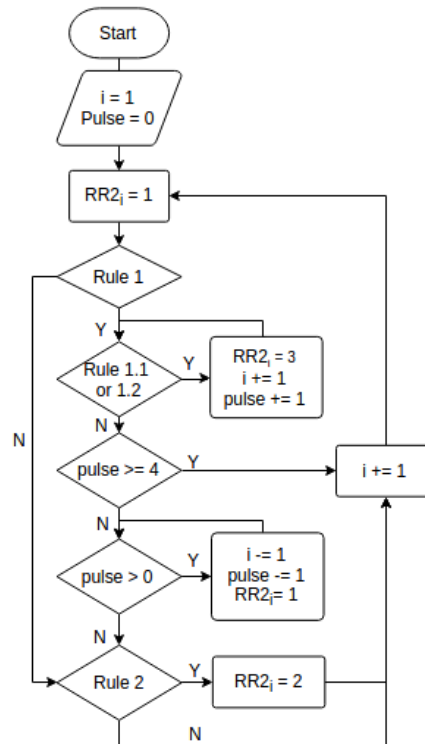 Start
i = 1
Pulse = 0
RR2i = 1
Rule 1
Y
Rule 1.1
or 1.2
Y
RR2i = 3
i += 1
pulse += 1
N
N
pulse >= 4
Y
i += 1
N
pulse > 0
Y
i -= 1
pulse -= 1
RR2i= 1
N
Rule 2
Y
RR2i = 2
N